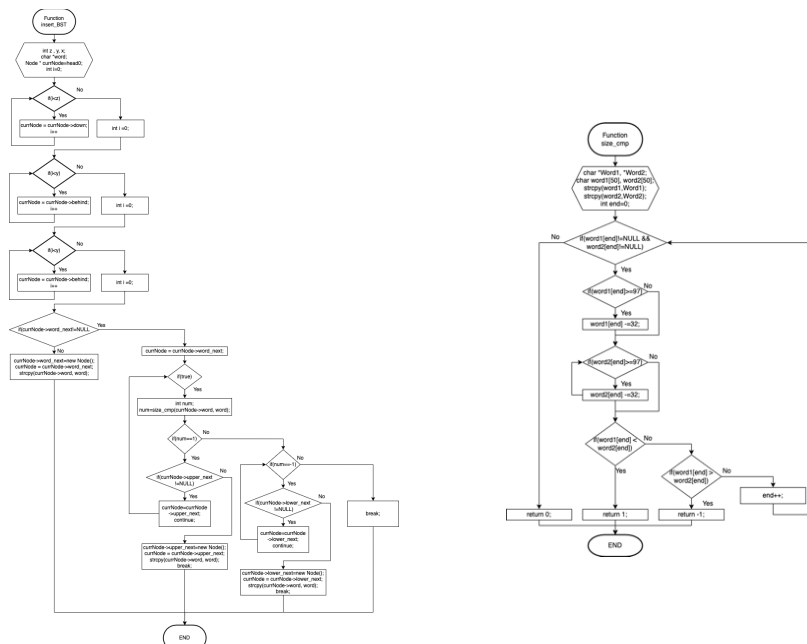 Function
insert_BST
int z , y, x;
char *word;
Node * currNode=head0;
int i=0;
if(i<z)
No
Yes
currNode = currNode->down;
i++
int i =0;
if(i<y)
No
Yes
currNode = currNode->behind;
i++
int i =0;
if(i<y)
No
Yes
currNode = currNode->behind;
i++
int i =0;
if(currNode->word_next!=NULL
Yes
No
currNode->word_next=new Node();
currNode = currNode->word_next;
strcpy(currNode->word, word);
currNode = currNode->word_next;
if(true)
Yes
int num;
num=size_cmp(currNode->word, word);
if(num==1)
No
Yes
if(currNode->upper_next
!=NULL)
No
Yes
currNode=currNode
->upper_next;
continue;
currNode->upper_next=new Node();
currNode = currNode->upper_next;
strcpy(currNode->word, word);
break;
if(num==-1)
No
Yes
if(currNode->lower_next
!=NULL)
No
Yes
currNode=currNode
->lower_next;
continue;
currNode->lower_next=new Node();
currNode = currNode->lower_next;
strcpy(currNode->word, word);
break;
break;
END
Function
size_cmp
char *Word1, *Word2;
char word1[50], word2[50];
strcpy(word1,Word1);
strcpy(word2,Word2);
int end=0;
if(word1[end]!=NULL &&
word2[end]!=NULL)
No
Yes
if(word1[end]>=97)
No
Yes
word1[end] -=32;
if(word2[end]>=97)
No
Yes
word2[end] -=32;
if(word1[end] <
word2[end])
No
Yes
if(word1[end] >
word2[end])
No
Yes
end++;
return 0;
return 1;
return -1;
END